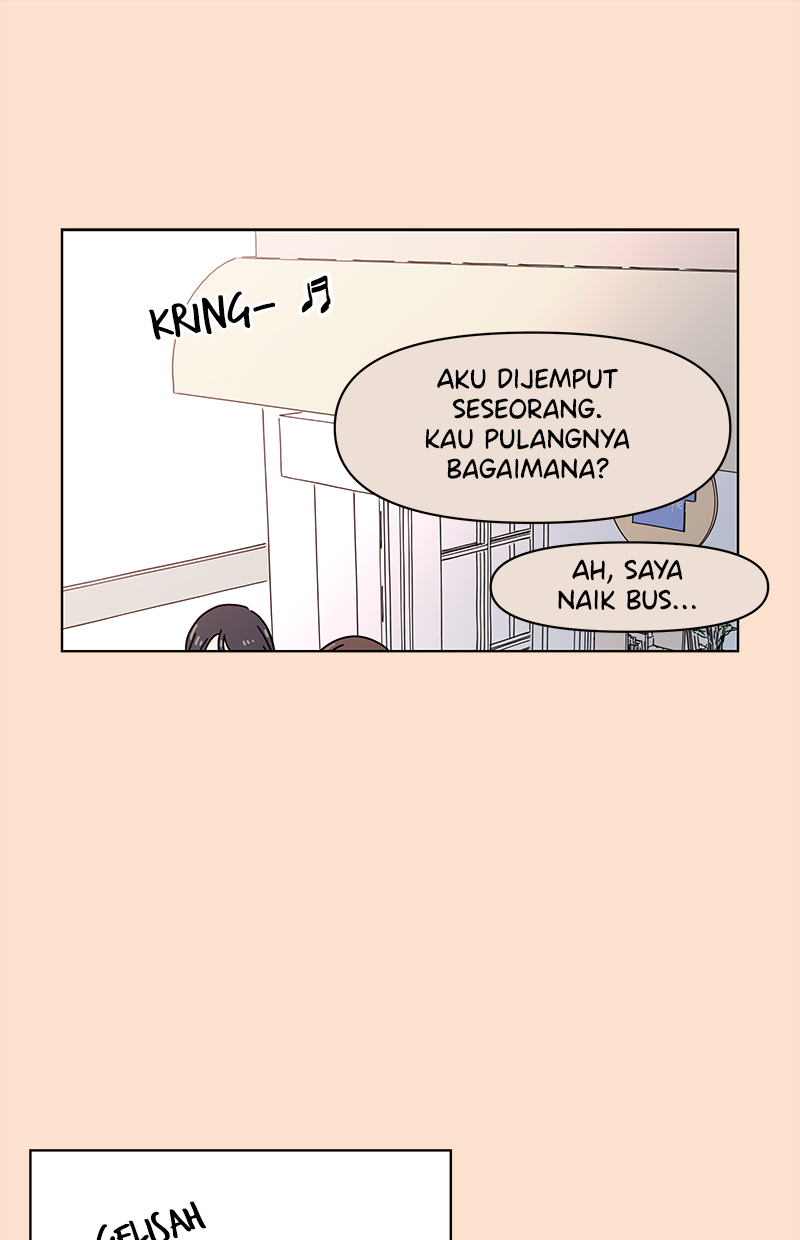 KRING- ♬
AKU DIJEMPUT
SESEORANG.
KAU PULANGNYA
BAGAIMANA?
AH, SAYA
NAIK BUS...
GELISAH